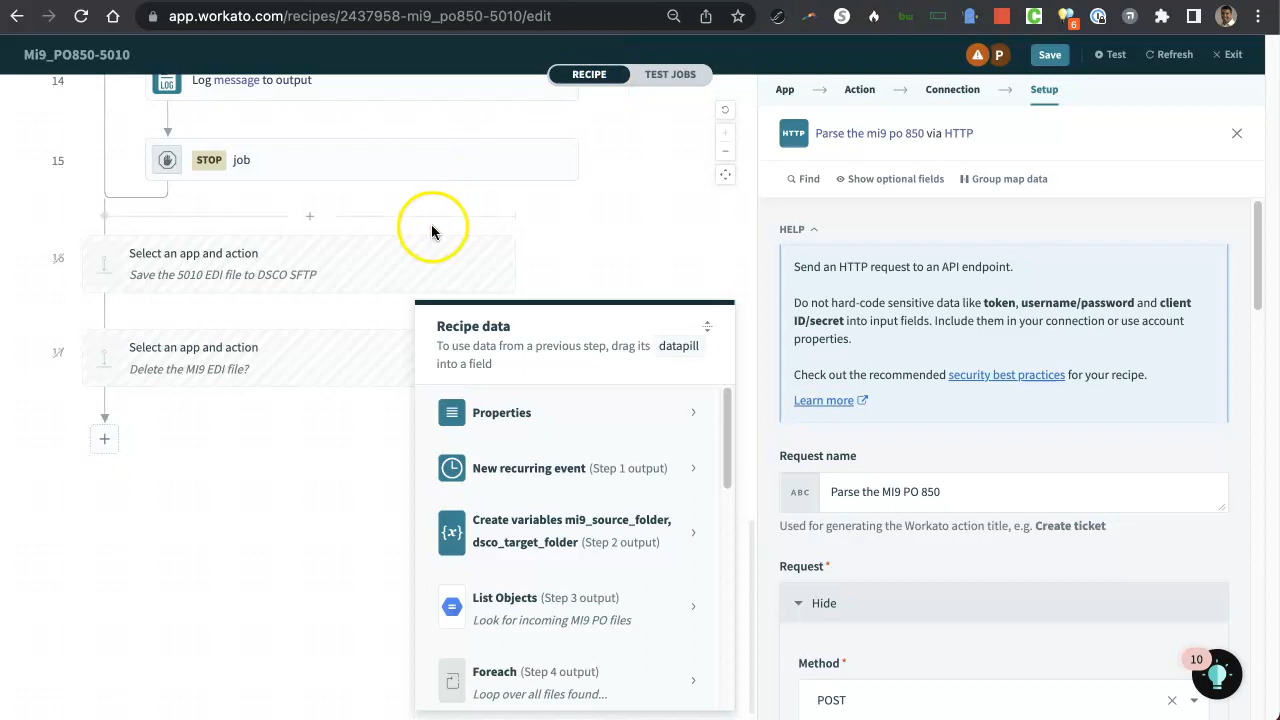 app.workato.com/recipes/2437958-mi9_po850-5010/edit
6
Mi9_PO850-5010
P
Save
Test
Refresh
Exit
RECIPE
TEST JOBS
14
LOG
Log message to output
15
STOP job
16
Select an app and action
Save the 5010 EDI file to DSCO SFTP
17
Select an app and action
Delete the MI9 EDI file?
Recipe data
To use data from a previous step, drag its datapill
into a field
Properties
New recurring event (Step 1 output)
Create variables mi9_source_folder,
dsco_target_folder (Step 2 output)
List Objects (Step 3 output)
Look for incoming MI9 PO files
Foreach (Step 4 output)
Loop over all files found...
App
Action
Connection
Setup
HTTP
Parse the mi9 po 850 via HTTP
Find
Show optional fields
Group map data
HELP
Send an HTTP request to an API endpoint.
Do not hard-code sensitive data like token, username/password and client
ID/secret into input fields. Include them in your connection or use account
properties.
Check out the recommended security best practices for your recipe.
Learn more
Request name
ABC
Parse the MI9 PO 850
Used for generating the Workato action title, e.g. Create ticket
Request*
Hide
Method*
POST
10